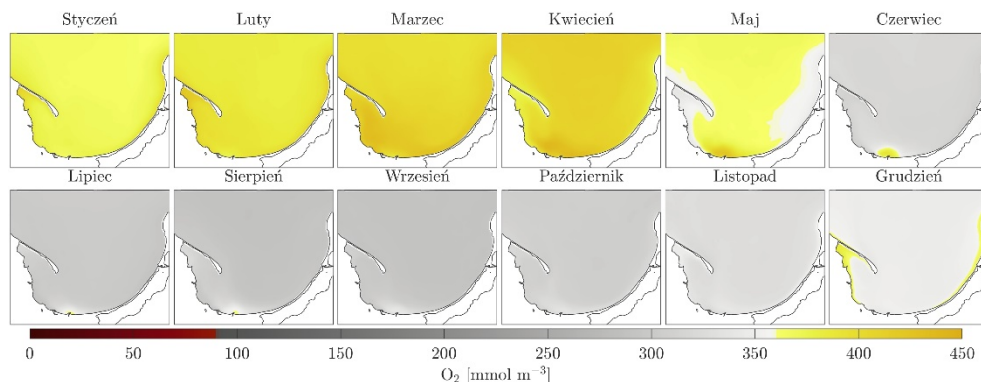 Styczeń Luty Marzec Kwiecień Maj Czerwiec
Lipiec Sierpień Wrzesień Październik Listopad Grudzień
0 50 100 150 200 250 300 350 400 450
O₂ [mmol m⁻³]